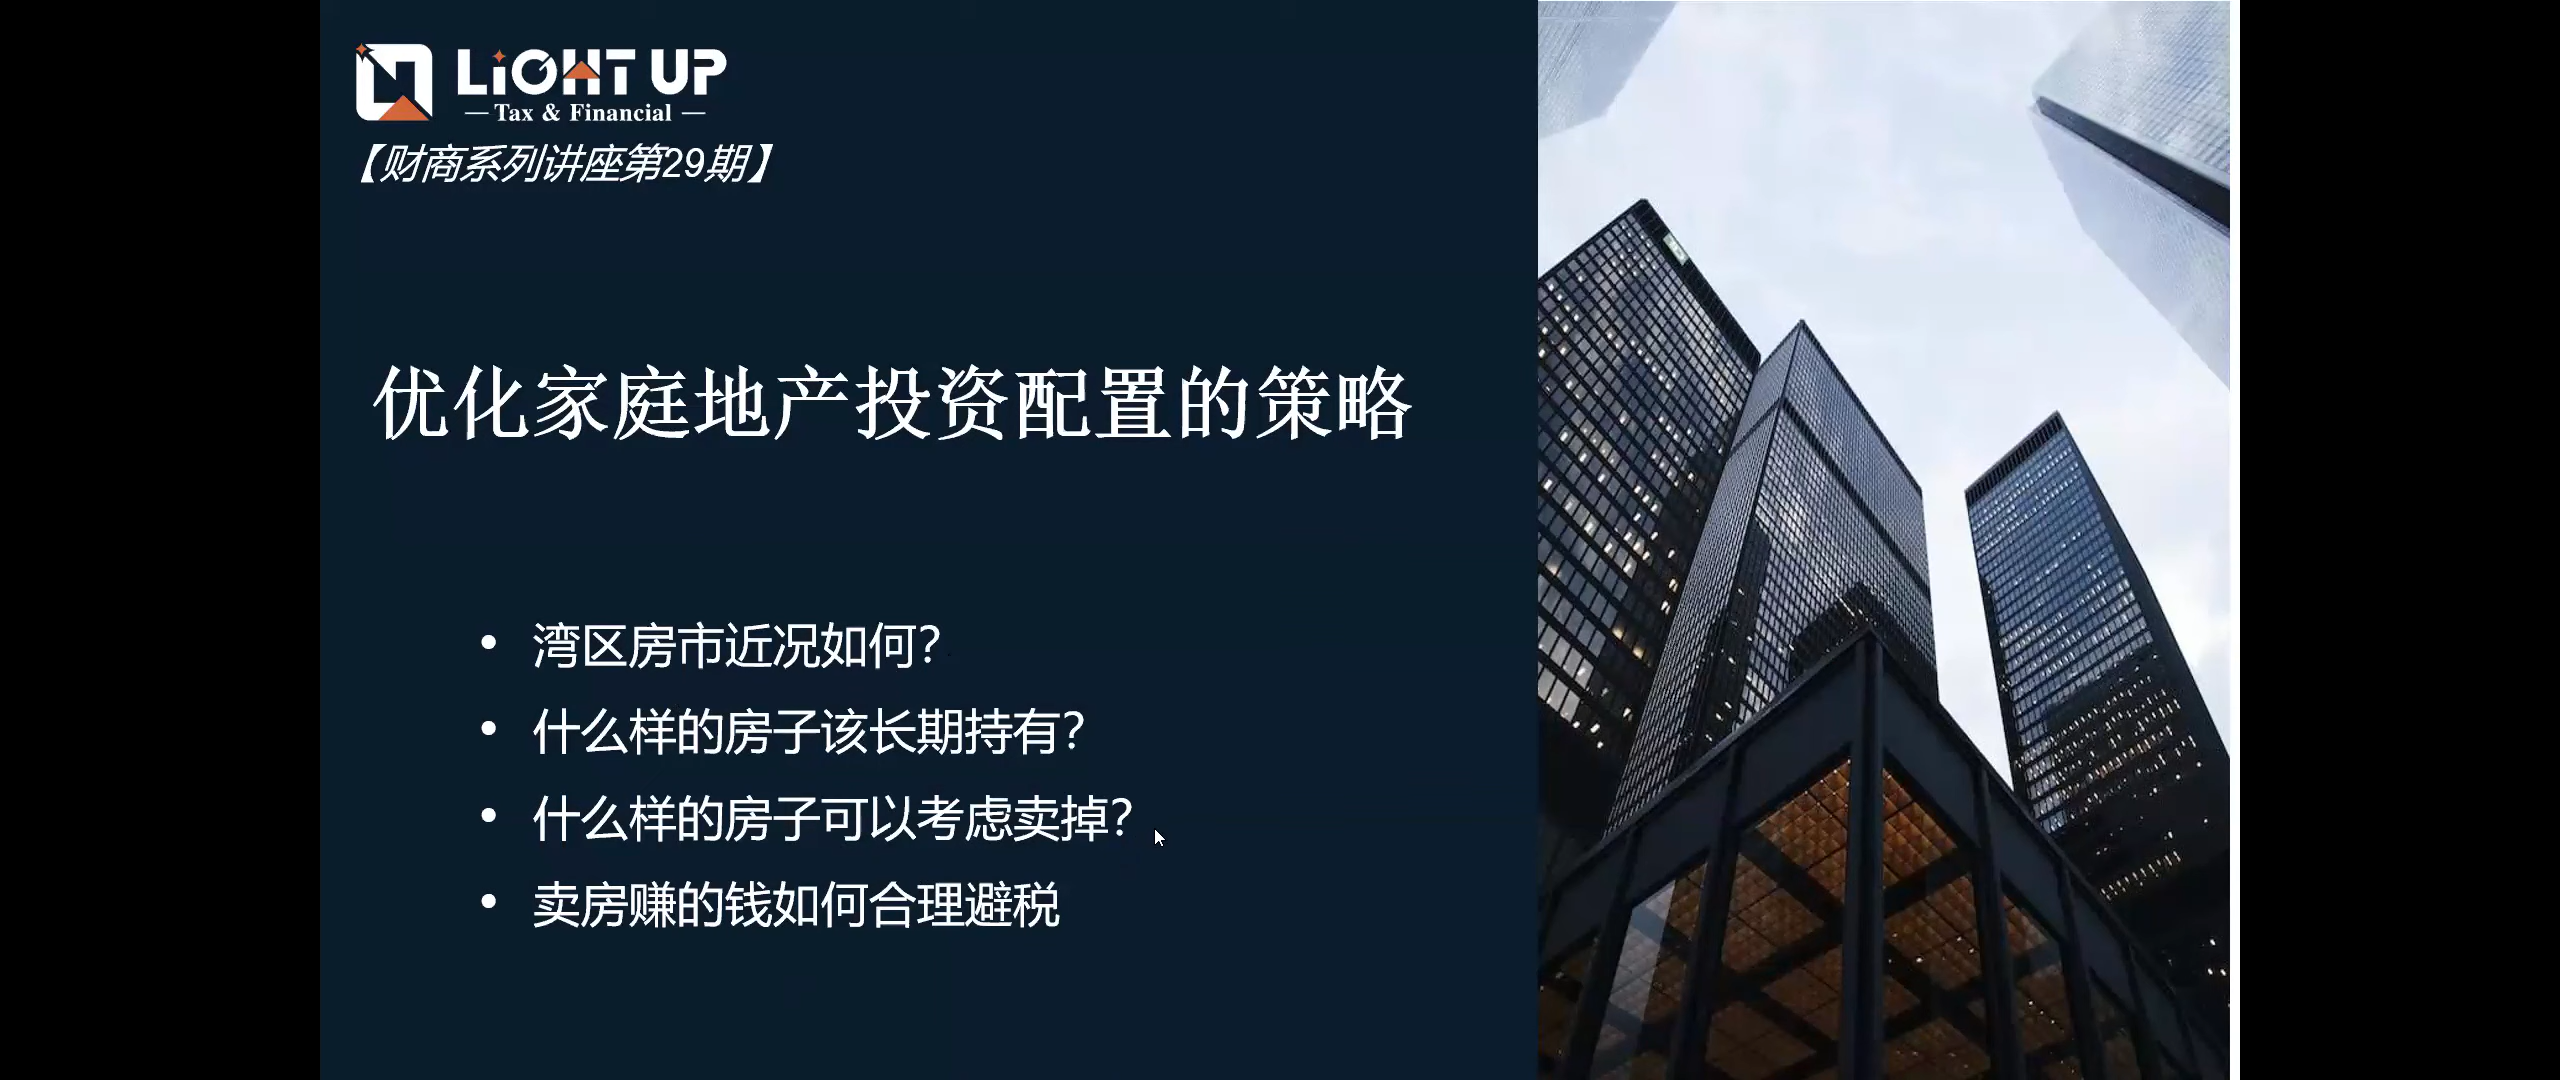 LiGHT UP
Tax & Financial
【财商系列讲座第29期】
优化家庭地产投资配置的策略
• 湾区房市近况如何？
• 什么样的房子该长期持有？
• 什么样的房子可以考虑卖掉？
• 卖房赚的钱如何合理避税